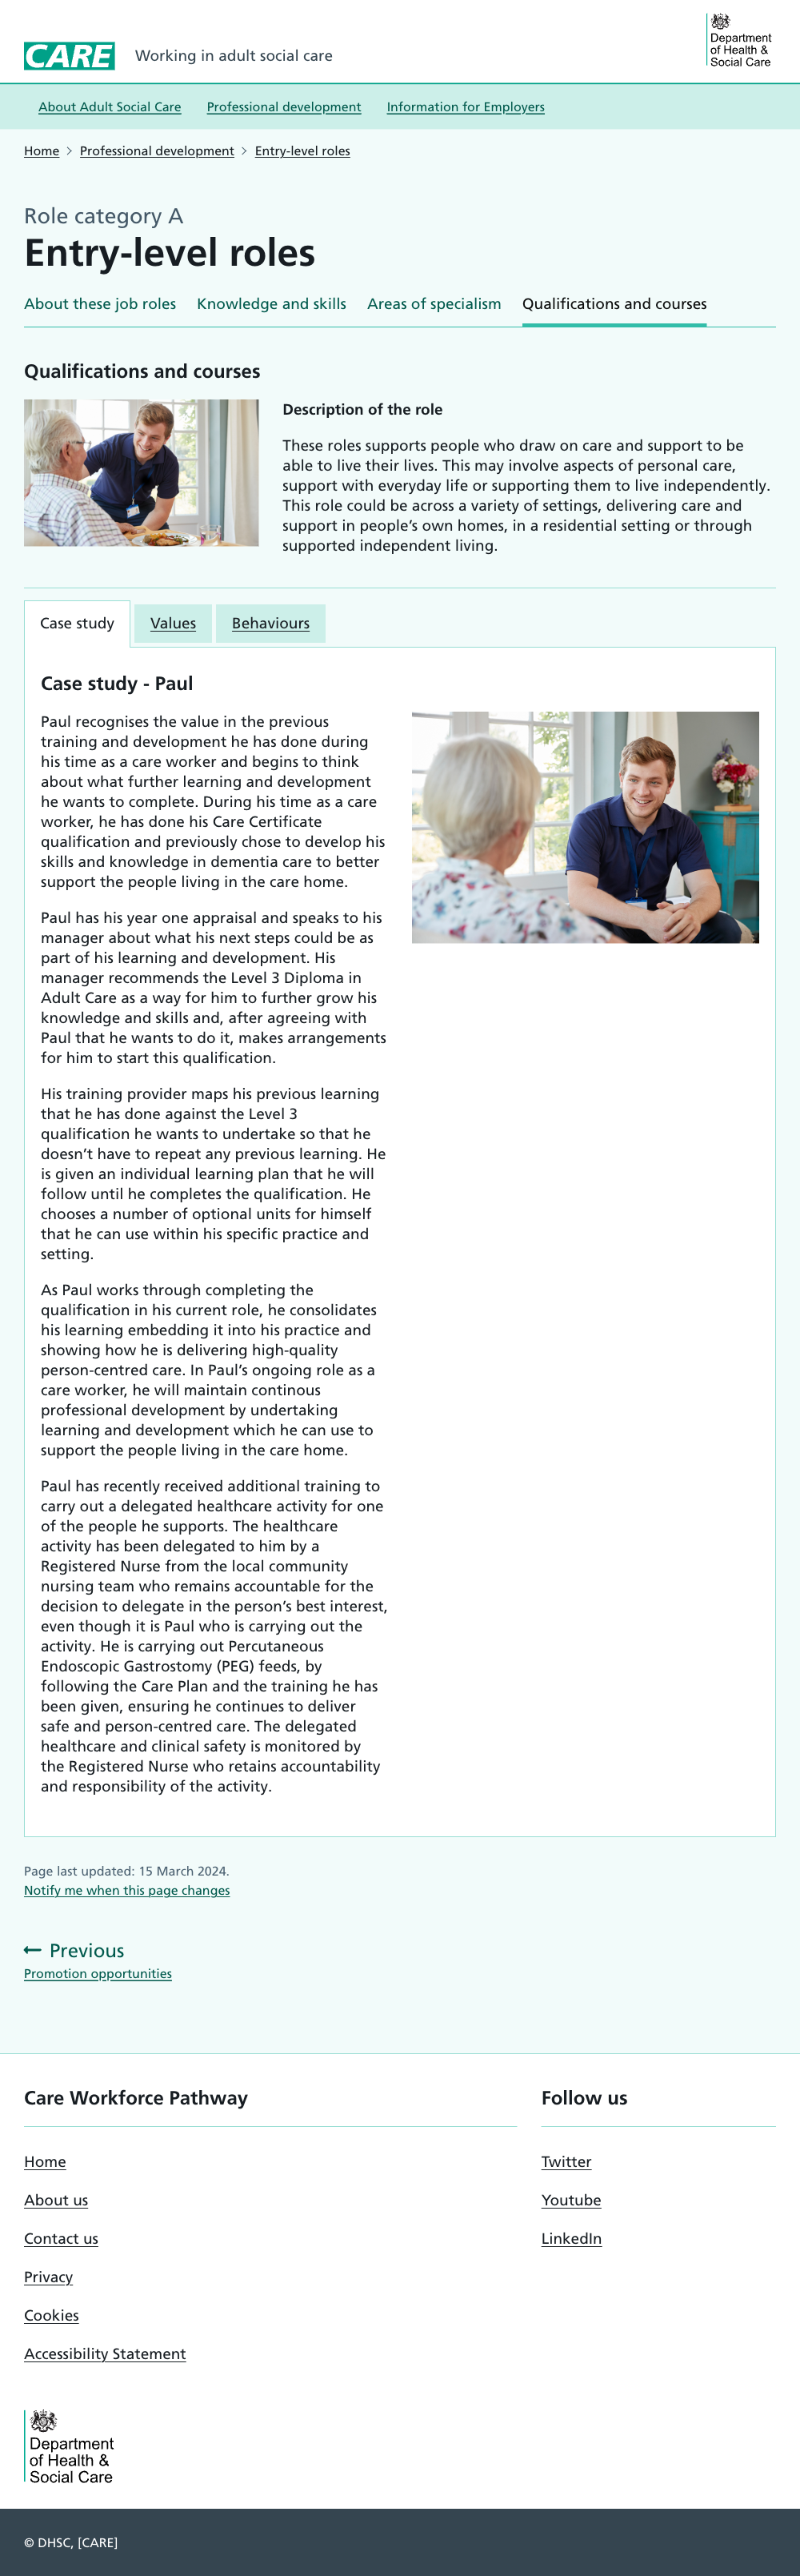 CARE
Working in adult social care
Department
of Health &
Social Care
About Adult Social Care
Professional development
Information for Employers
Home
Professional development
Entry-level roles
Role category A
Entry-level roles
About these job roles
Knowledge and skills
Areas of specialism
Qualifications and courses
Qualifications and courses
Description of the role
These roles supports people who draw on care and support to be
able to live their lives. This may involve aspects of personal care,
support with everyday life or supporting them to live independently.
This role could be across a variety of settings, delivering care and
support in people’s own homes, in a residential setting or through
supported independent living.
Case study
Values
Behaviours
Case study - Paul
Paul recognises the value in the previous
training and development he has done during
his time as a care worker and begins to think
about what further learning and development
he wants to complete. During his time as a care
worker, he has done his Care Certificate
qualification and previously chose to develop his
skills and knowledge in dementia care to better
support the people living in the care home.
Paul has his year one appraisal and speaks to his
manager about what his next steps could be as
part of his learning and development. His
manager recommends the Level 3 Diploma in
Adult Care as a way for him to further grow his
knowledge and skills and, after agreeing with
Paul that he wants to do it, makes arrangements
for him to start this qualification.
His training provider maps his previous learning
that he has done against the Level 3
qualification he wants to undertake so that he
doesn’t have to repeat any previous learning. He
is given an individual learning plan that he will
follow until he completes the qualification. He
chooses a number of optional units for himself
that he can use within his specific practice and
setting.
As Paul works through completing the
qualification in his current role, he consolidates
his learning embedding it into his practice and
showing how he is delivering high-quality
person-centred care. In Paul’s ongoing role as a
care worker, he will maintain continous
professional development by undertaking
learning and development which he can use to
support the people living in the care home.
Paul has recently received additional training to
carry out a delegated healthcare activity for one
of the people he supports. The healthcare
activity has been delegated to him by a
Registered Nurse from the local community
nursing team who remains accountable for the
decision to delegate in the person’s best interest,
even though it is Paul who is carrying out the
activity. He is carrying out Percutaneous
Endoscopic Gastrostomy (PEG) feeds, by
following the Care Plan and the training he has
been given, ensuring he continues to deliver
safe and person-centred care. The delegated
healthcare and clinical safety is monitored by
the Registered Nurse who retains accountability
and responsibility of the activity.
Page last updated: 15 March 2024.
Notify me when this page changes
Previous
Promotion opportunities
Care Workforce Pathway
Home
About us
Contact us
Privacy
Cookies
Accessibility Statement
Follow us
Twitter
Youtube
LinkedIn
Department
of Health &
Social Care
© DHSC, [CARE]